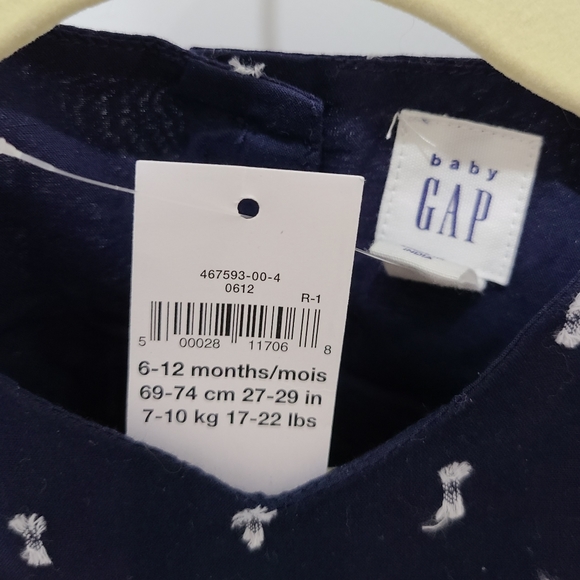 baby
GAP
INDIA
467593-00-4
0612
R-1
5 00028 11706 8
6-12 months/mois
69-74 cm 27-29 in
7-10 kg 17-22 lbs